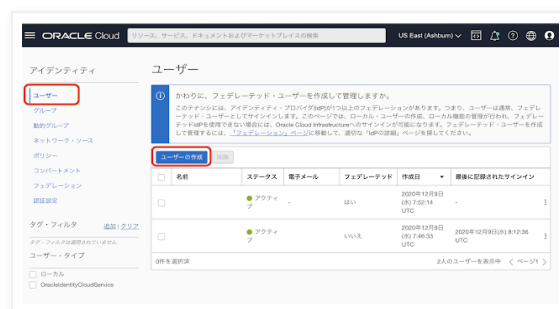 ORACLE Cloud
リソース、サービス、ドキュメントおよびマーケットプレイスの検索
US East (Ashburn)
アイデンティティ
ユーザー
グループ
動的グループ
ネットワーク・ソース
ポリシー
コンパートメント
フェデレーション
認証設定
タグ・フィルタ 追加 | クリア
タグ・フィルタは適用されていません
ユーザー・タイプ
ローカル
OracleIdentityCloudService
ユーザー
かわりに、フェデレーテッド・ユーザーを作成して管理しますか。
このテナンシには、アイデンティティ・プロバイダ(IdP)が1つ以上のフェデレーションがあります。つまり、ユーザーは通常、フェデレ
ーテッド・ユーザーとしてサインインします。このページでは、ローカル・ユーザーの作成、ローカル機能の管理が行われ、フェデレー
テッドIdPを使用できない場合には、Oracle Cloud Infrastructureへのサインインが可能になります。フェデレーテッド・ユーザーを作成
して管理するには、「フェデレーション」ページに移動して、適切な「IdPの詳細」ページを探してください。
ユーザーの作成 削除
名前 ステータス 電子メール フェデレーテッド 作成日 最後に記録されたサインイン
アクティブ - はい 2020年12月9日(水) 7:52:14 UTC -
アクティブ いいえ 2020年12月9日(水) 7:46:33 UTC 2020年12月9日(水) 8:12:36 UTC
0件を選択済 2人のユーザーを表示中 ページ1